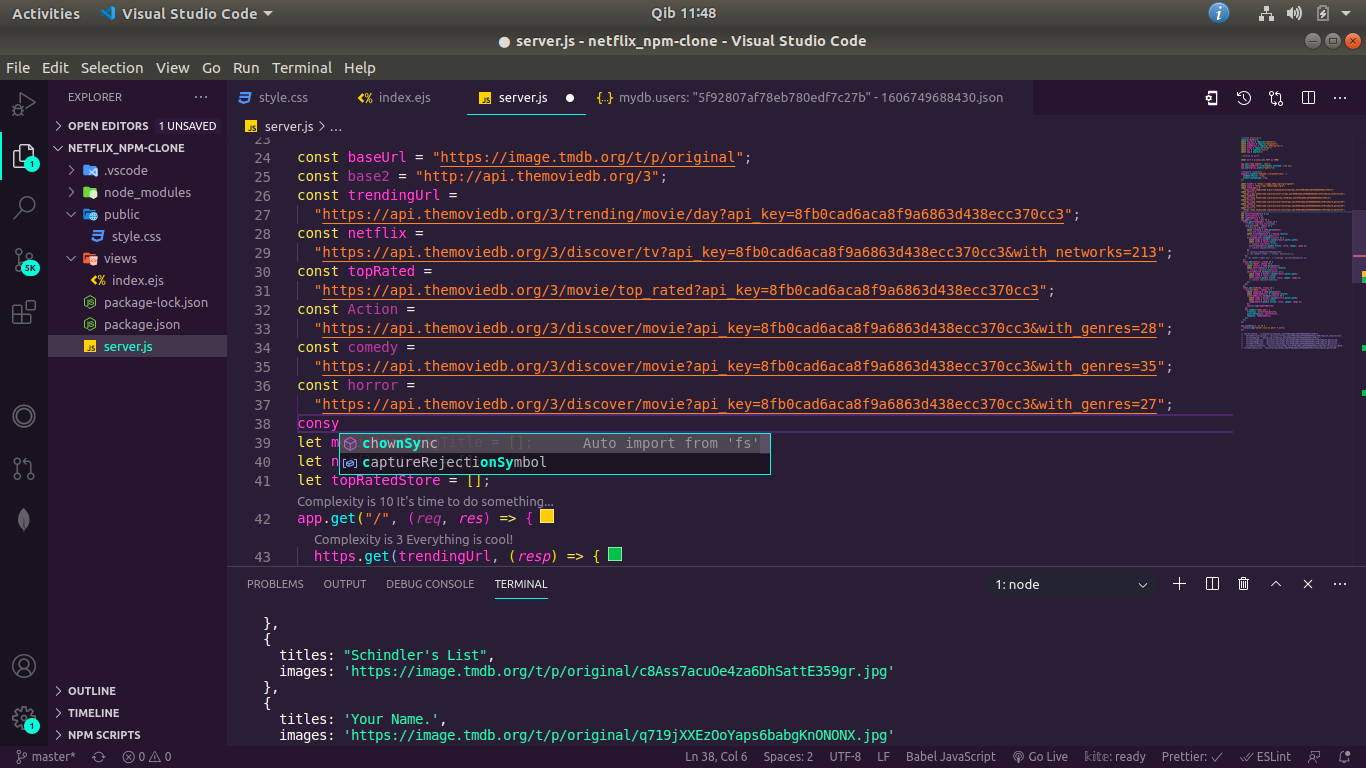 Activities
Visual Studio Code
Qib 11:48
server.js - netflix_npm-clone - Visual Studio Code
File Edit Selection View Go Run Terminal Help
EXPLORER
style.css
index.ejs
server.js
mydb.users: "5f92807af78eb780edf7c27b" - 1606749688430.json
OPEN EDITORS 1 UNSAVED
server.js > ...
NETFLIX_NPM-CLONE
.vscode
node_modules
public
style.css
views
index.ejs
package-lock.json
package.json
server.js
1
5K
1
23
24 const baseUrl = "https://image.tmdb.org/t/p/original";
25 const base2 = "http://api.themoviedb.org/3";
26 const trendingUrl =
27 "https://api.themoviedb.org/3/trending/movie/day?api_key=8fb0cad6aca8f9a6863d438ecc370cc3";
28 const netflix =
29 "https://api.themoviedb.org/3/discover/tv?api_key=8fb0cad6aca8f9a6863d438ecc370cc3&with_networks=213";
30 const topRated =
31 "https://api.themoviedb.org/3/movie/top_rated?api_key=8fb0cad6aca8f9a6863d438ecc370cc3";
32 const Action =
33 "https://api.themoviedb.org/3/discover/movie?api_key=8fb0cad6aca8f9a6863d438ecc370cc3&with_genres=28";
34 const comedy =
35 "https://api.themoviedb.org/3/discover/movie?api_key=8fb0cad6aca8f9a6863d438ecc370cc3&with_genres=35";
36 const horror =
37 "https://api.themoviedb.org/3/discover/movie?api_key=8fb0cad6aca8f9a6863d438ecc370cc3&with_genres=27";
38 consy
39 let m
chownSync Auto import from 'fs'
40 let n
captureRejectionSymbol
41 let topRatedStore = [];
Complexity is 10 It's time to do something...
42 app.get("/", (req, res) => {
Complexity is 3 Everything is cool!
43 https.get(trendingUrl, (resp) => {
PROBLEMS OUTPUT DEBUG CONSOLE TERMINAL
1: node
},
{
titles: "Schindler's List",
images: 'https://image.tmdb.org/t/p/original/c8Ass7acuOe4za6DhSattE359gr.jpg'
},
{
titles: 'Your Name.',
images: 'https://image.tmdb.org/t/p/original/q719jXXEzOoYaps6babgKnONONX.jpg'
OUTLINE
TIMELINE
NPM SCRIPTS
master* 0 0
Ln 38, Col 6 Spaces: 2 UTF-8 LF Babel JavaScript Go Live kite: ready Prettier: ESLint